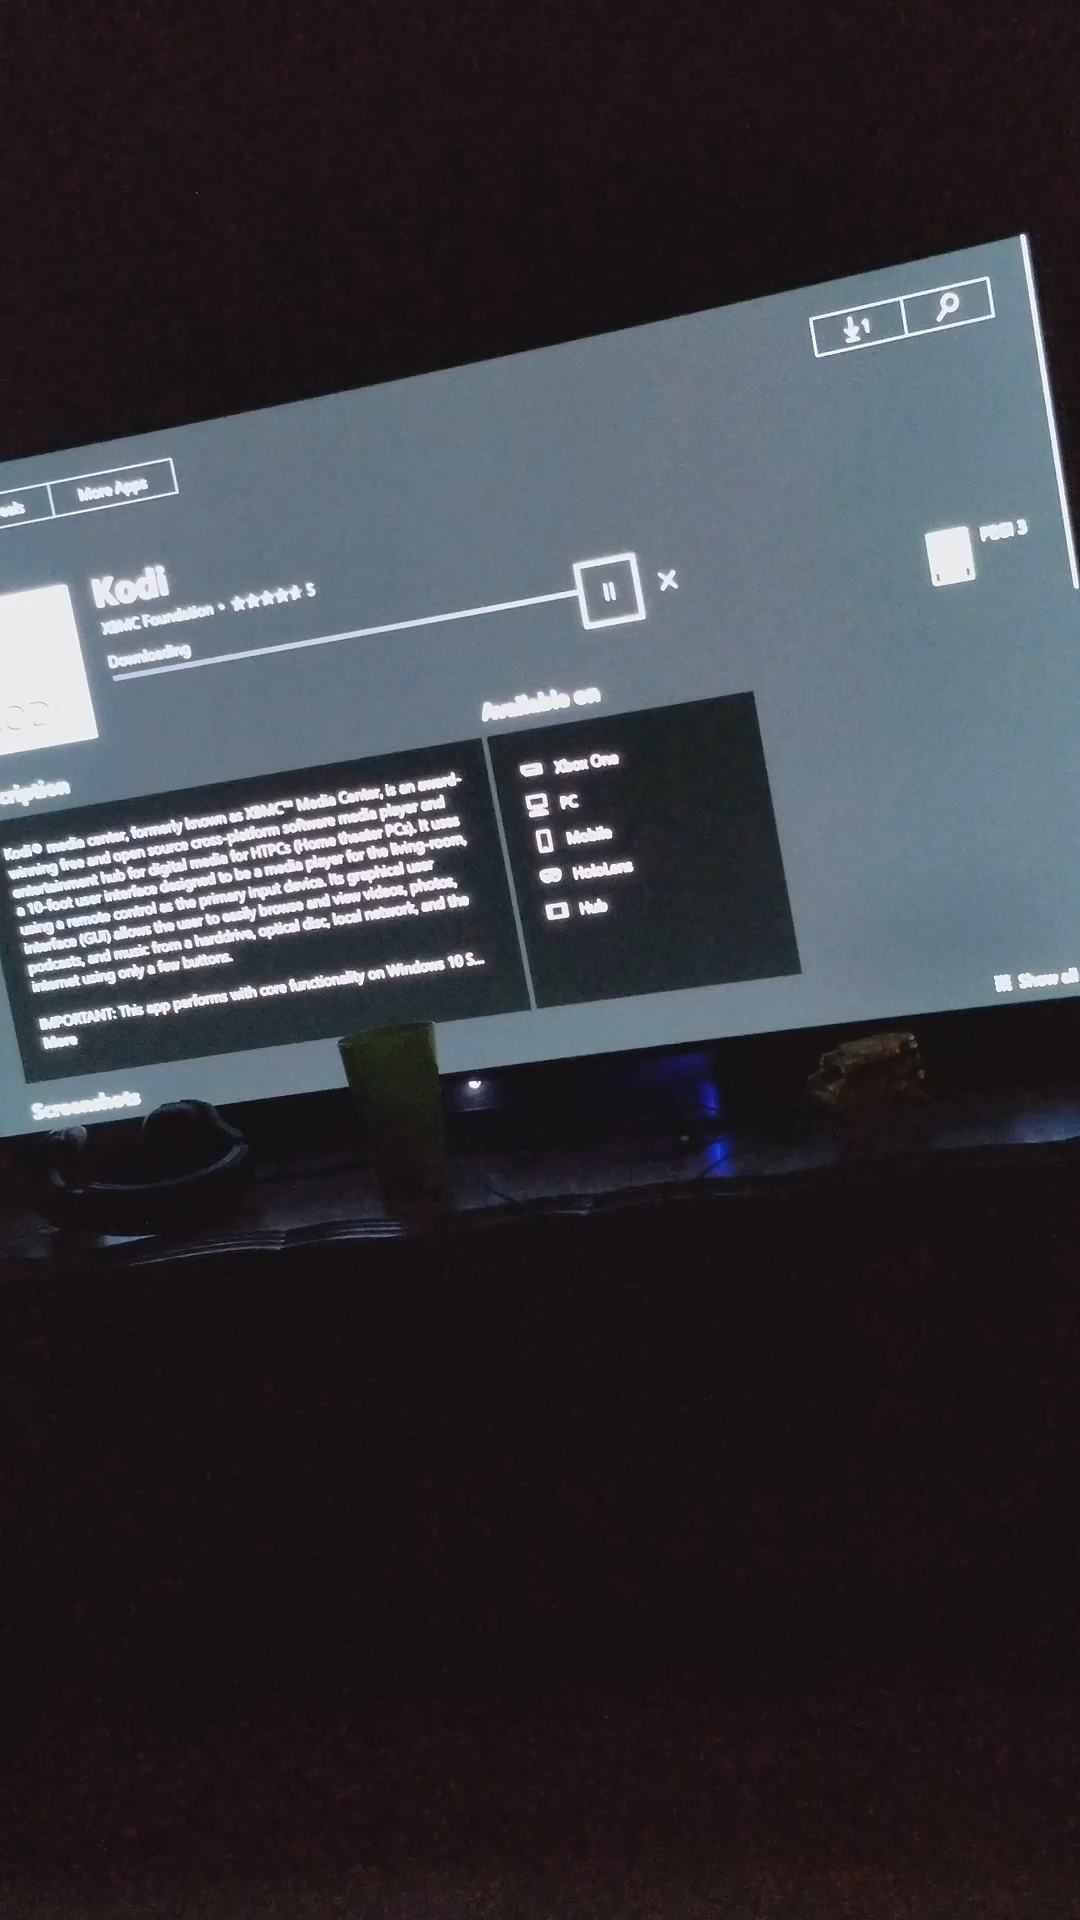 1
More Apps
Kodi
XBMC Foundation • ★★★★★ 5
PEGI 3
Downloading
Available on
Xbox One
PC
Mobile
HoloLens
Hub
Kodi® media center, formerly known as XBMC™ Media Center, is an award-
winning free and open source cross-platform software media player and
entertainment hub for digital media for HTPCs (Home theater PCs). It uses
a 10-foot user interface designed to be a media player for the living-room,
using a remote control as the primary input device. Its graphical user
interface (GUI) allows the user to easily browse and view videos, photos,
podcasts, and music from a harddrive, optical disc, local network, and the
internet using only a few buttons.
IMPORTANT: This app performs with core functionality on Windows 10 S...
More
Show all
Screenshots